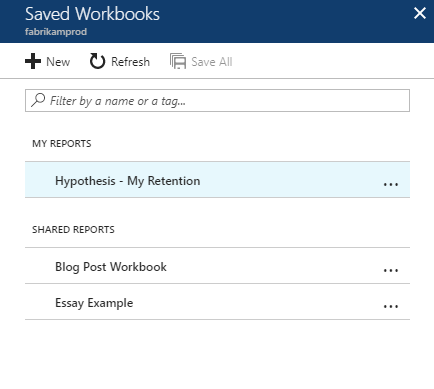 Saved Workbooks
fabrikamprod
New Refresh Save All
Filter by a name or a tag...
MY REPORTS
Hypothesis - My Retention ...
SHARED REPORTS
Blog Post Workbook ...
Essay Example ...